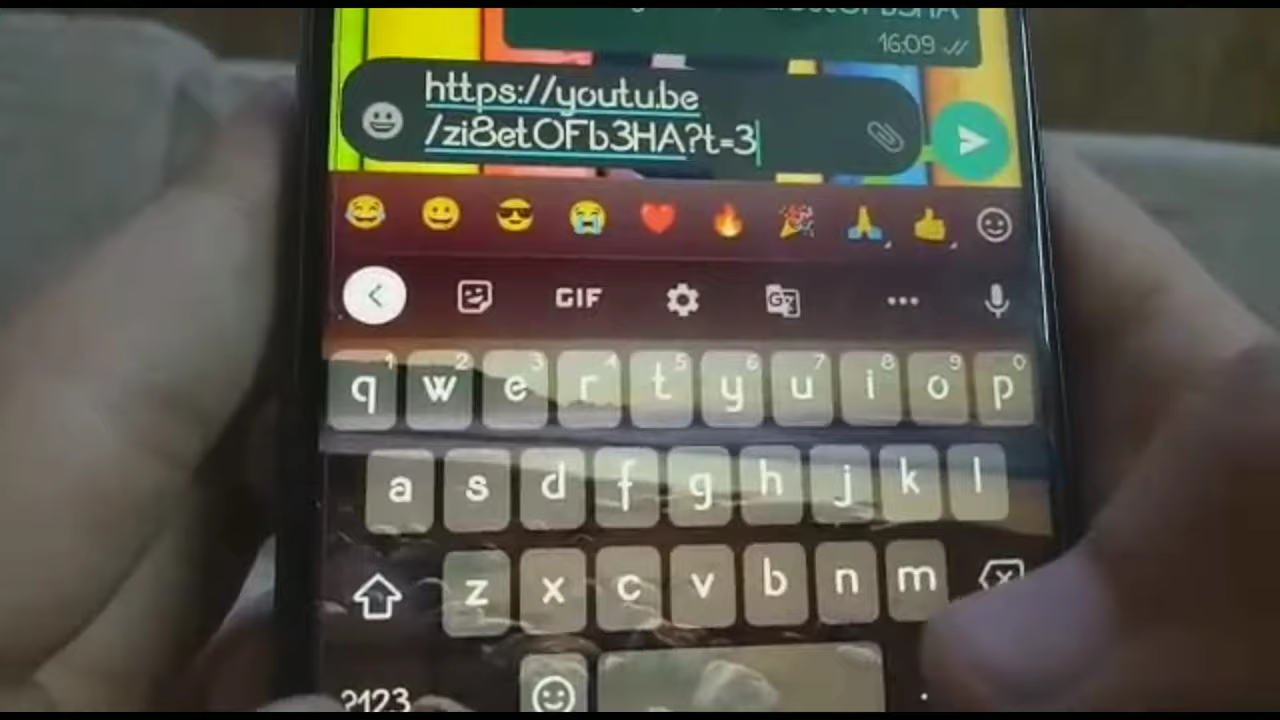 16:09
https://youtu.be
/zi8etOFb3HA?t=3
GIF
1 2 3 4 5 6 7 8 9 0
q w e r t y u i o p
a s d f g h j k l
z x c v b n m
?123 .